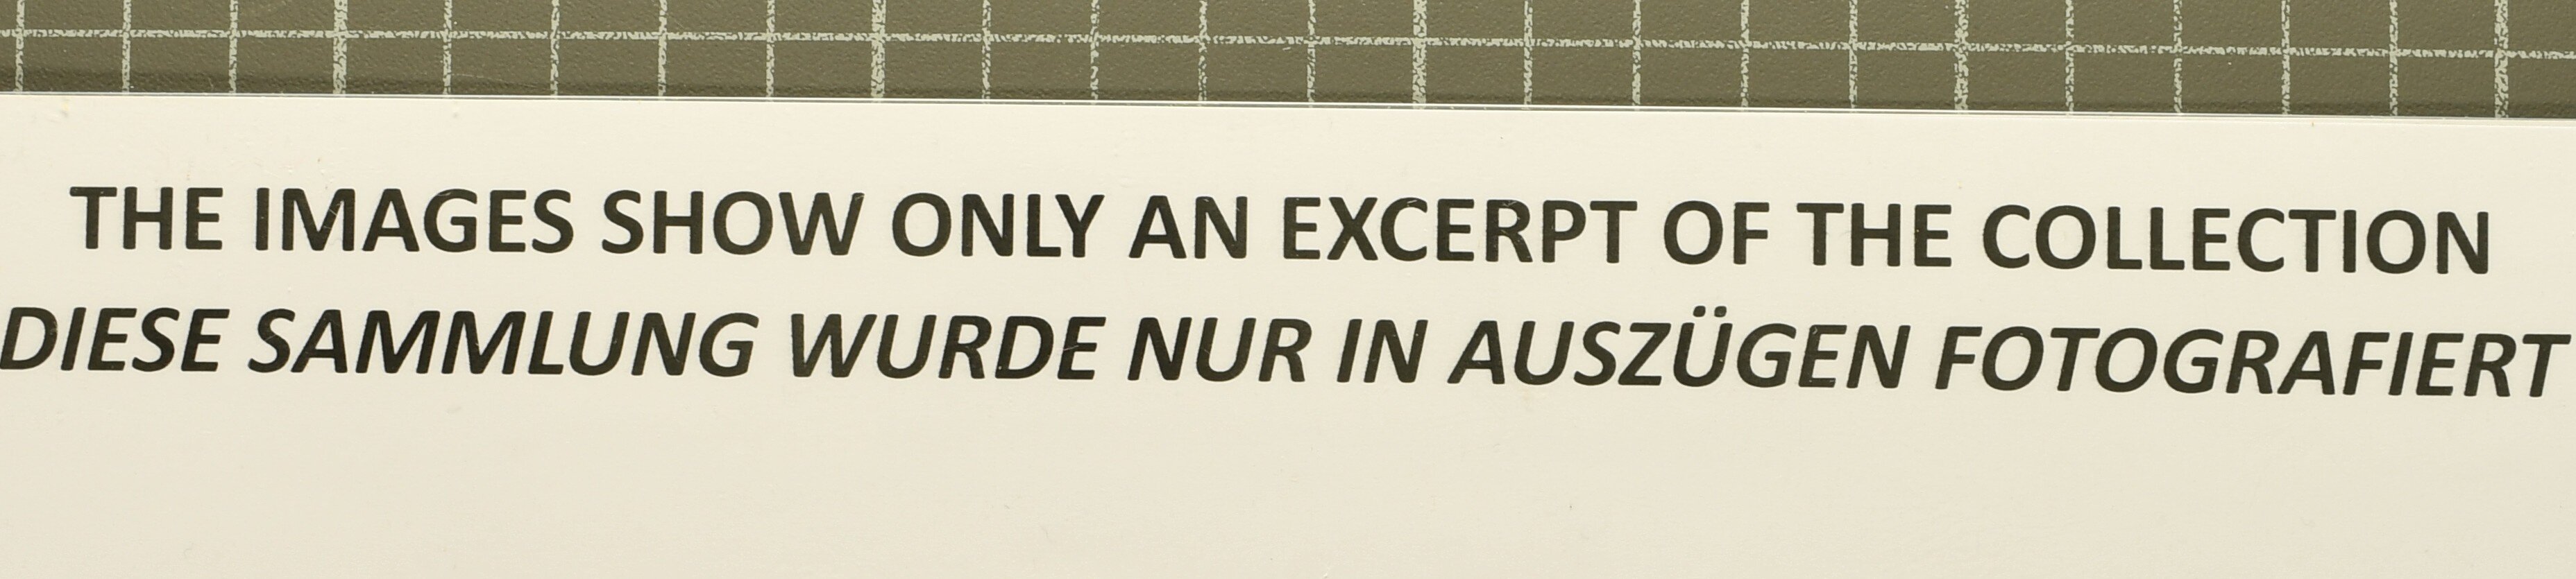 THE IMAGES SHOW ONLY AN EXCERPT OF THE COLLECTION
DIESE SAMMLUNG WURDE NUR IN AUSZÜGEN FOTOGRAFIERT